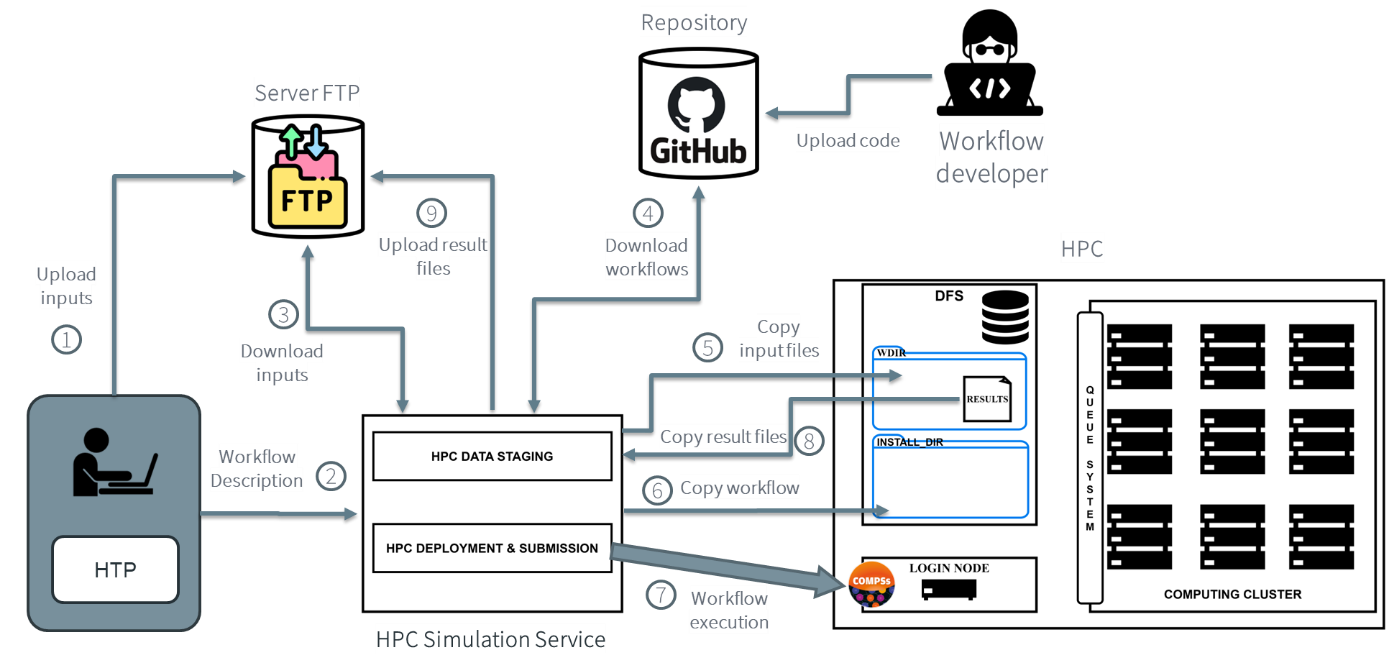 Repository
Server FTP
FTP
GitHub
</>
Upload code
Workflow
developer
9
Upload result
files
4
Download
workflows
Upload
inputs
1
3
Download
inputs
HPC
DFS
WDIR
RESULTS
INSTALL_DIR
QUEUE SYSTEM
COMPUTING CLUSTER
5
Copy
input files
Copy result files
8
6
Copy workflow
Workflow
Description
2
HTP
HPC DATA STAGING
HPC DEPLOYMENT & SUBMISSION
HPC Simulation Service
7
Workflow
execution
COMPSs
LOGIN NODE